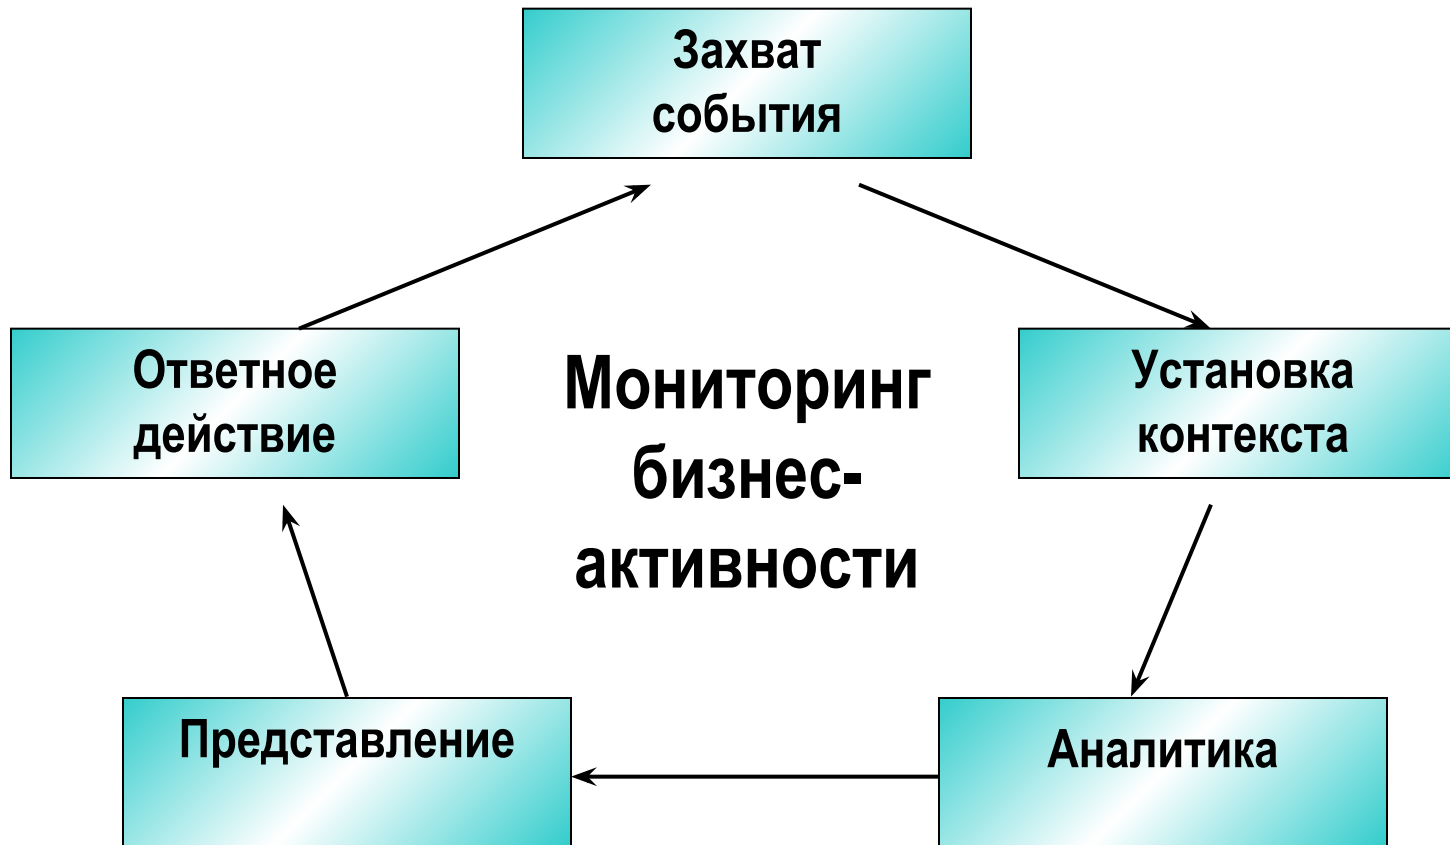 Захват
события
Ответное
действие
Мониторинг
бизнес-
активности
Установка
контекста
Представление
Аналитика